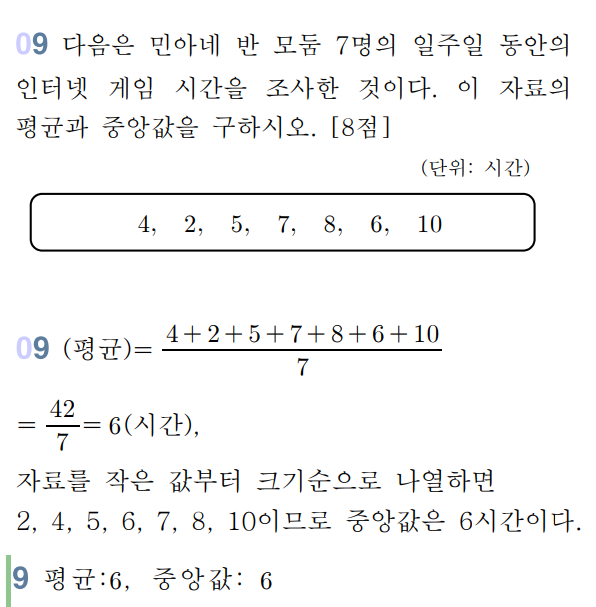 09 다음은 민아네 반 모둠 7명의 일주일 동안의
인터넷 게임 시간을 조사한 것이다. 이 자료의
평균과 중앙값을 구하시오. [8점]
(단위: 시간)
4, 2, 5, 7, 8, 6, 10
09 (평균)= \frac{4+2+5+7+8+6+10}{7}
= \frac{42}{7} = 6(시간),
자료를 작은 값부터 크기순으로 나열하면
2, 4, 5, 6, 7, 8, 10이므로 중앙값은 6시간이다.
9 평균:6, 중앙값: 6